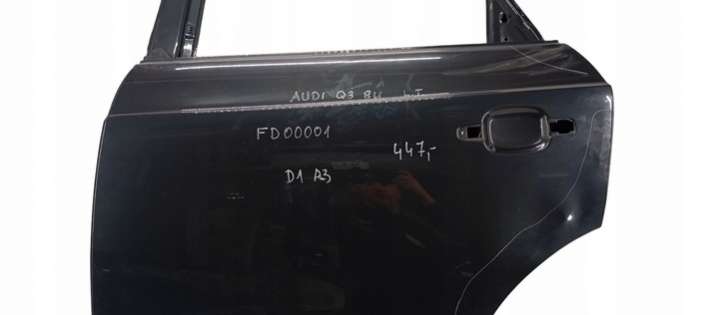 AUDI Q3 8U
FD00001
447,-
D1 A3